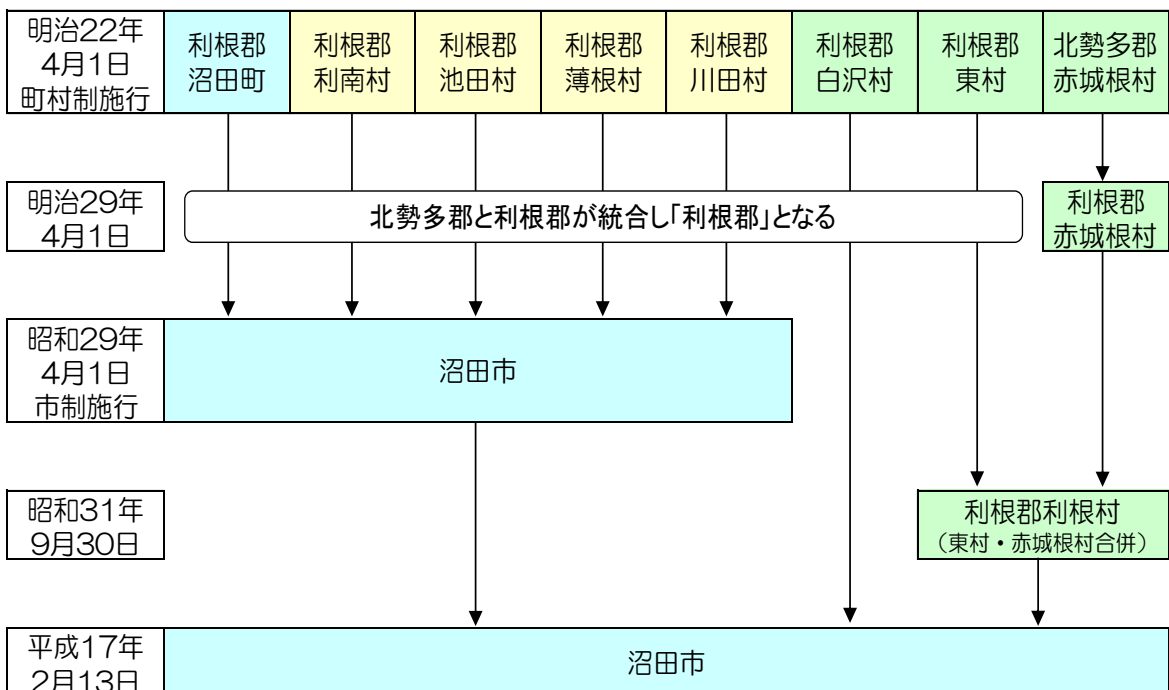 明治22年
4月1日
町村制施行
利根郡
沼田町
利根郡
利南村
利根郡
池田村
利根郡
薄根村
利根郡
川田村
利根郡
白沢村
利根郡
東村
北勢多郡
赤城根村
明治29年
4月1日
北勢多郡と利根郡が統合し「利根郡」となる
利根郡
赤城根村
昭和29年
4月1日
市制施行
沼田市
昭和31年
9月30日
利根郡利根村
（東村・赤城根村合併）
平成17年
2月13日
沼田市